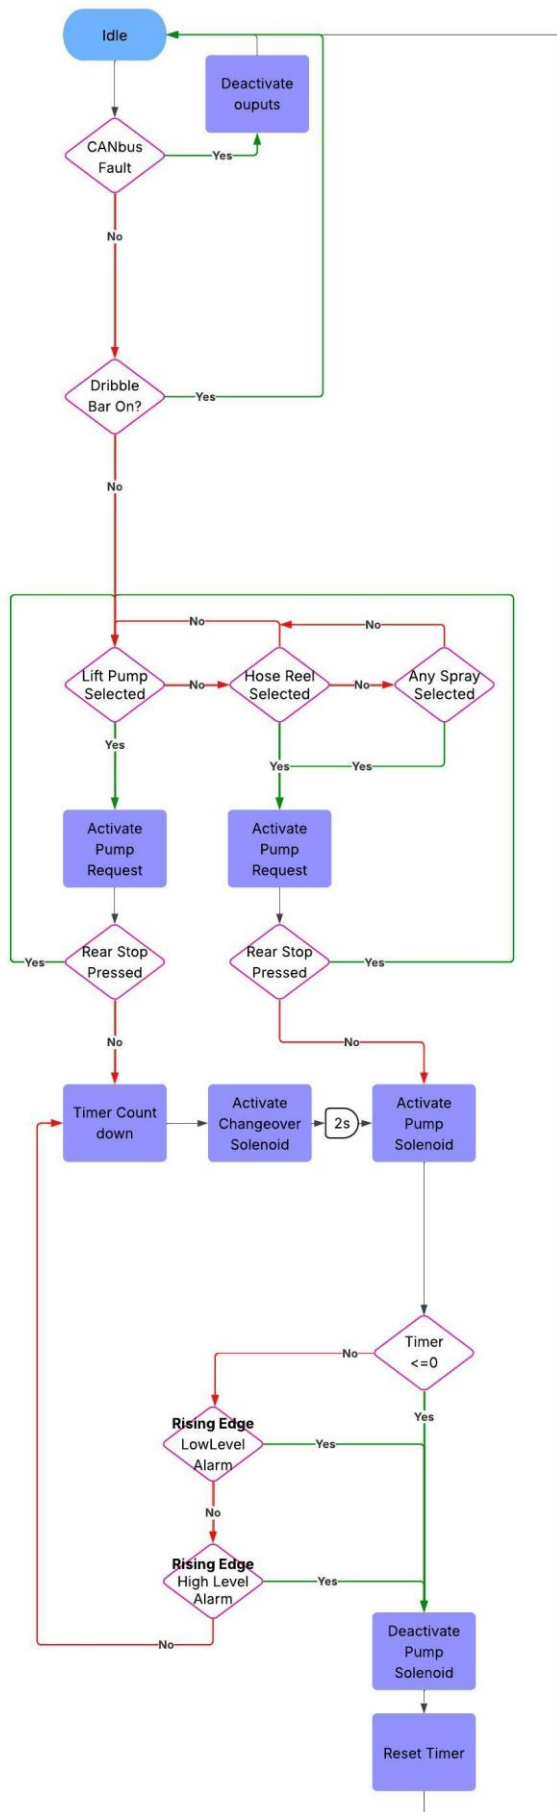 Idle
Deactivate
ouputs
CANbus
Fault
Yes
No
Dribble
Bar On?
Yes
No
No
No
Lift Pump
Selected
No
Hose Reel
Selected
No
Any Spray
Selected
Yes
Yes
Yes
Activate
Pump
Request
Activate
Pump
Request
Yes
Rear Stop
Pressed
Rear Stop
Pressed
Yes
No
No
Timer Count
down
Activate
Changeover
Solenoid
2s
Activate
Pump
Solenoid
Timer
<=0
No
Yes
Rising Edge
LowLevel
Alarm
Yes
No
Rising Edge
High Level
Alarm
Yes
No
Deactivate
Pump
Solenoid
Reset Timer